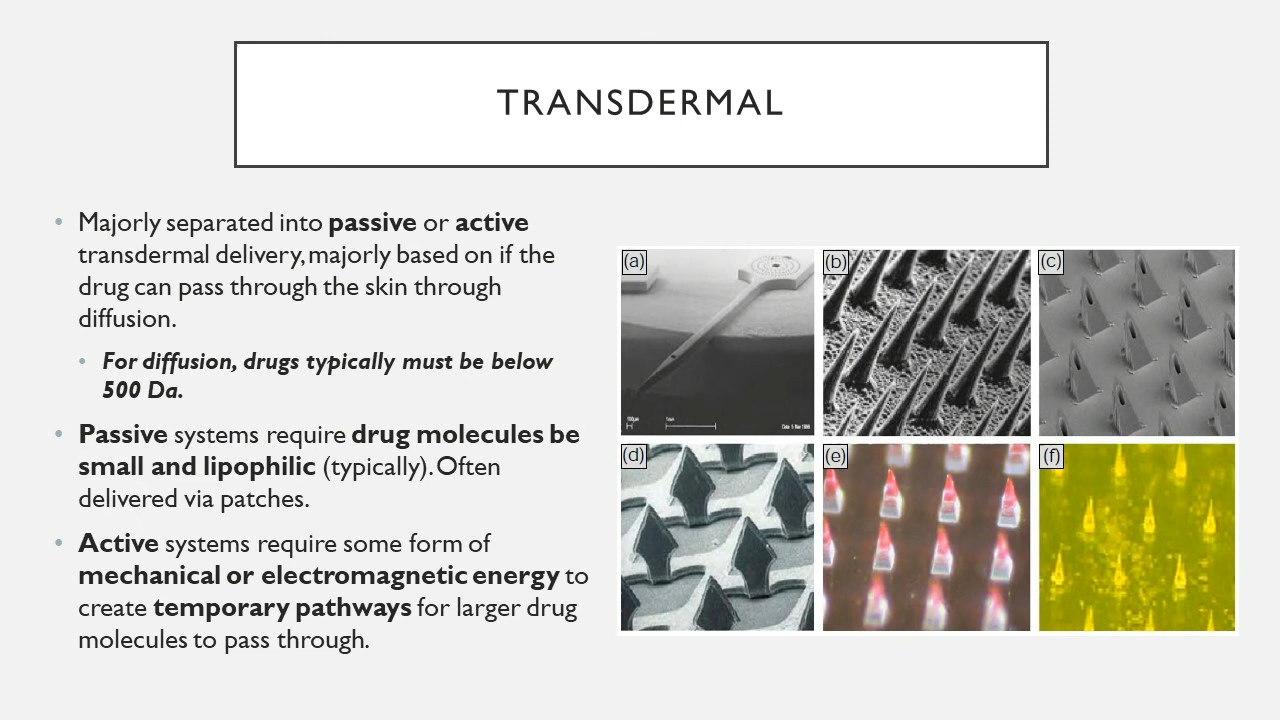 TRANSDERMAL
• Majorly separated into passive or active
transdermal delivery, majorly based on if the
drug can pass through the skin through
diffusion.
• For diffusion, drugs typically must be below
500 Da.
• Passive systems require drug molecules be
small and lipophilic (typically). Often
delivered via patches.
• Active systems require some form of
mechanical or electromagnetic energy to
create temporary pathways for larger drug
molecules to pass through.
(a)
(b)
(c)
(d)
(e)
(f)